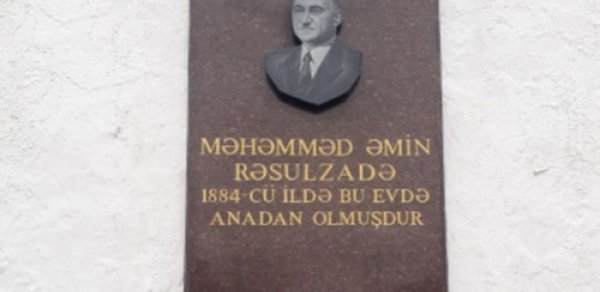 MƏHƏMMƏD ƏMİN
RƏSULZADƏ
1884-CÜ İLDƏ BU EVDƏ
ANADAN OLMUŞDUR